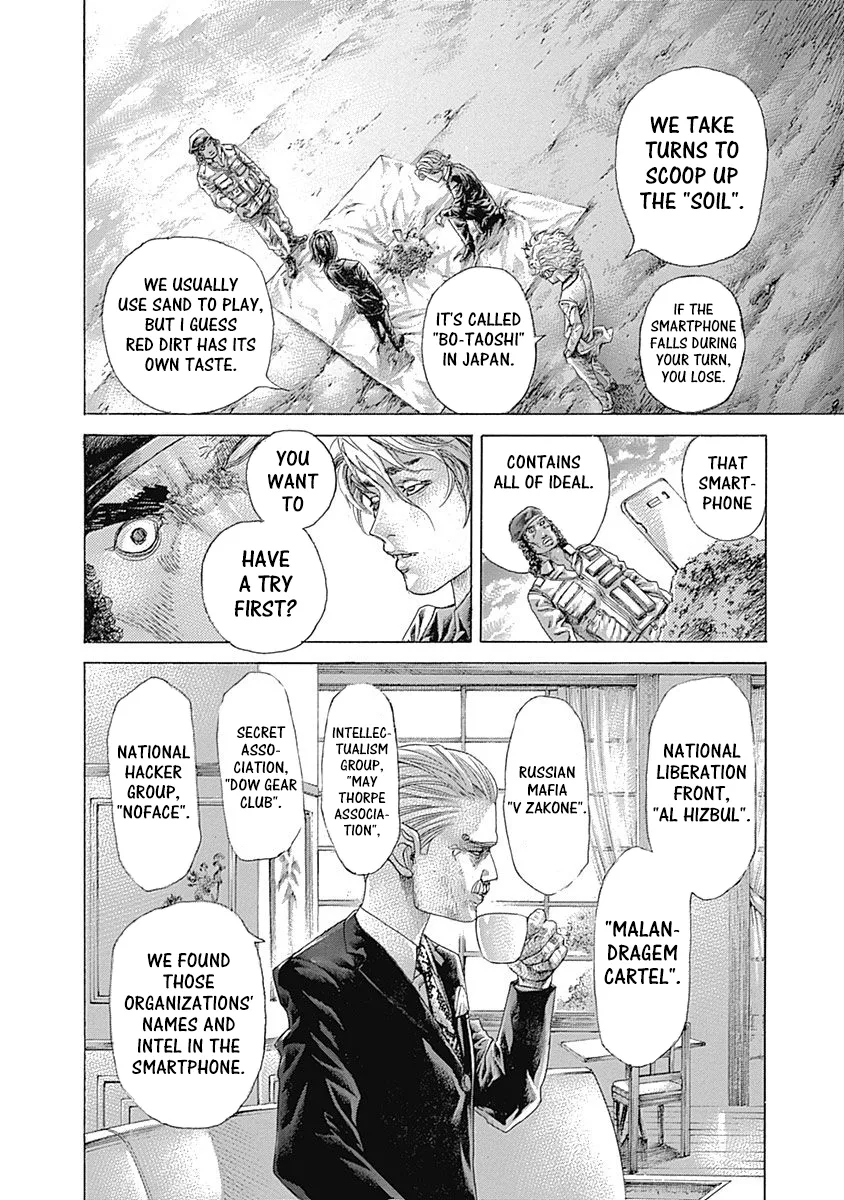 WE TAKE
TURNS TO
SCOOP UP
THE "SOIL".
IF THE
SMARTPHONE
FALLS DURING
YOUR TURN,
YOU LOSE.
IT'S CALLED
"BO-TAOSHI"
IN JAPAN.
WE USUALLY
USE SAND TO PLAY,
BUT I GUESS
RED DIRT HAS ITS
OWN TASTE.
THAT
SMART-
PHONE
CONTAINS
ALL OF IDEAL.
YOU
WANT
TO
HAVE
A TRY
FIRST?
NATIONAL
LIBERATION
FRONT,
"AL HIZBUL".
"MALAN-
DRAGEM
CARTEL".
RUSSIAN
MAFIA
"V ZAKONE".
INTELLEC-
TUALISM
GROUP,
"MAY
THORPE
ASSOCIA-
TION",
SECRET
ASSO-
CIATION,
"DOW GEAR
CLUB".
NATIONAL
HACKER
GROUP,
"NOFACE".
WE FOUND
THOSE
ORGANIZATIONS'
NAMES AND
INTEL IN THE
SMARTPHONE.